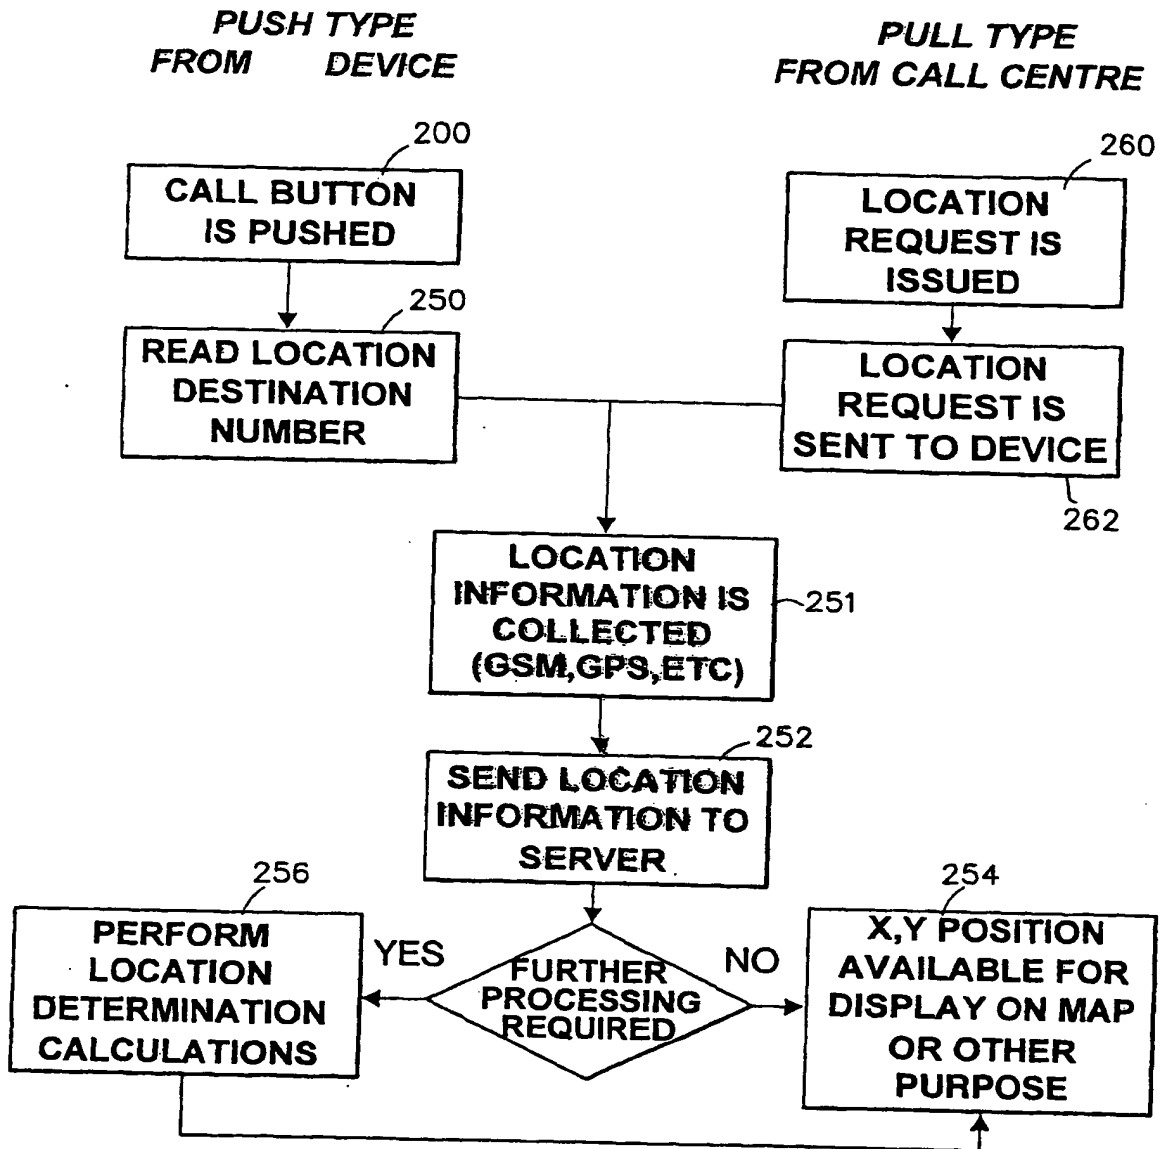 PUSH TYPE
FROM DEVICE
PULL TYPE
FROM CALL CENTRE
200
CALL BUTTON
IS PUSHED
260
LOCATION
REQUEST IS
ISSUED
250
READ LOCATION
DESTINATION
NUMBER
LOCATION
REQUEST IS
SENT TO DEVICE
262
LOCATION
INFORMATION IS
COLLECTED
(GSM,GPS,ETC)
251
252
SEND LOCATION
INFORMATION TO
SERVER
256
PERFORM
LOCATION
DETERMINATION
CALCULATIONS
YES
FURTHER
PROCESSING
REQUIRED
NO
254
X,Y POSITION
AVAILABLE FOR
DISPLAY ON MAP
OR OTHER
PURPOSE